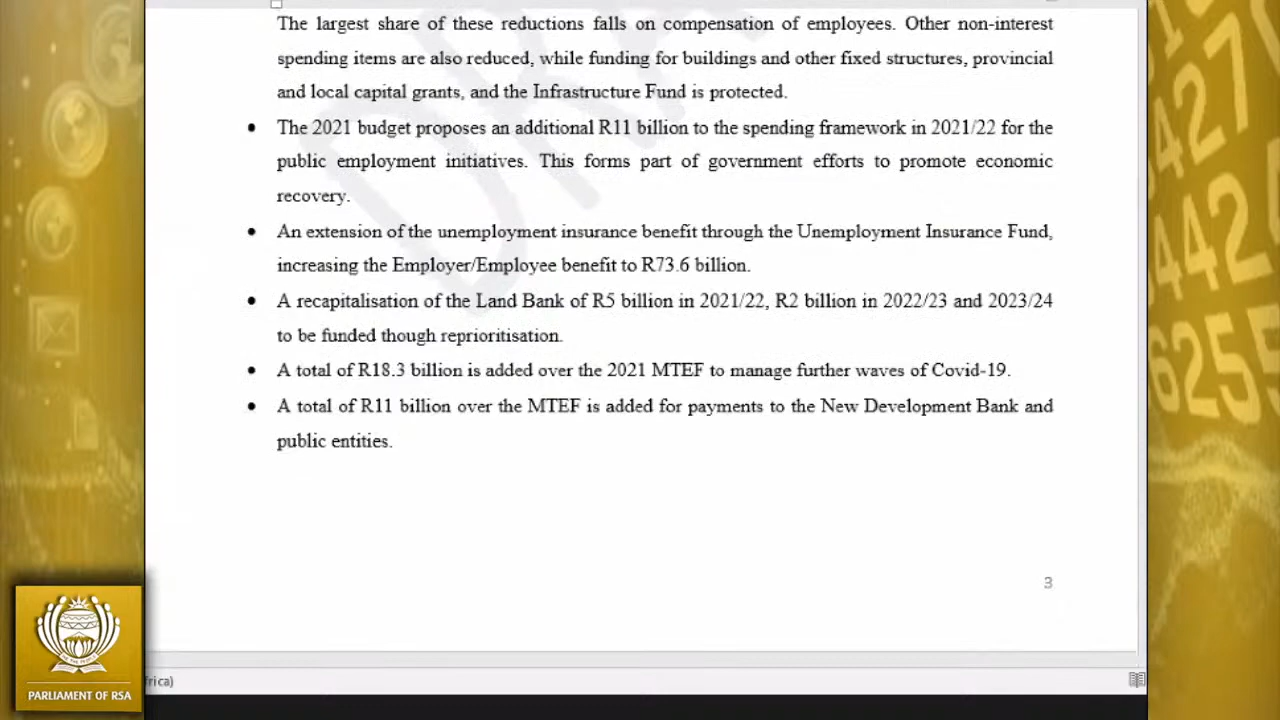 The largest share of these reductions falls on compensation of employees. Other non-interest
spending items are also reduced, while funding for buildings and other fixed structures, provincial
and local capital grants, and the Infrastructure Fund is protected.
• The 2021 budget proposes an additional R11 billion to the spending framework in 2021/22 for the
public employment initiatives. This forms part of government efforts to promote economic
recovery.
• An extension of the unemployment insurance benefit through the Unemployment Insurance Fund,
increasing the Employer/Employee benefit to R73.6 billion.
• A recapitalisation of the Land Bank of R5 billion in 2021/22, R2 billion in 2022/23 and 2023/24
to be funded though reprioritisation.
• A total of R18.3 billion is added over the 2021 MTEF to manage further waves of Covid-19.
• A total of R11 billion over the MTEF is added for payments to the New Development Bank and
public entities.
3
frica)
PARLIAMENT OF RSA
6255